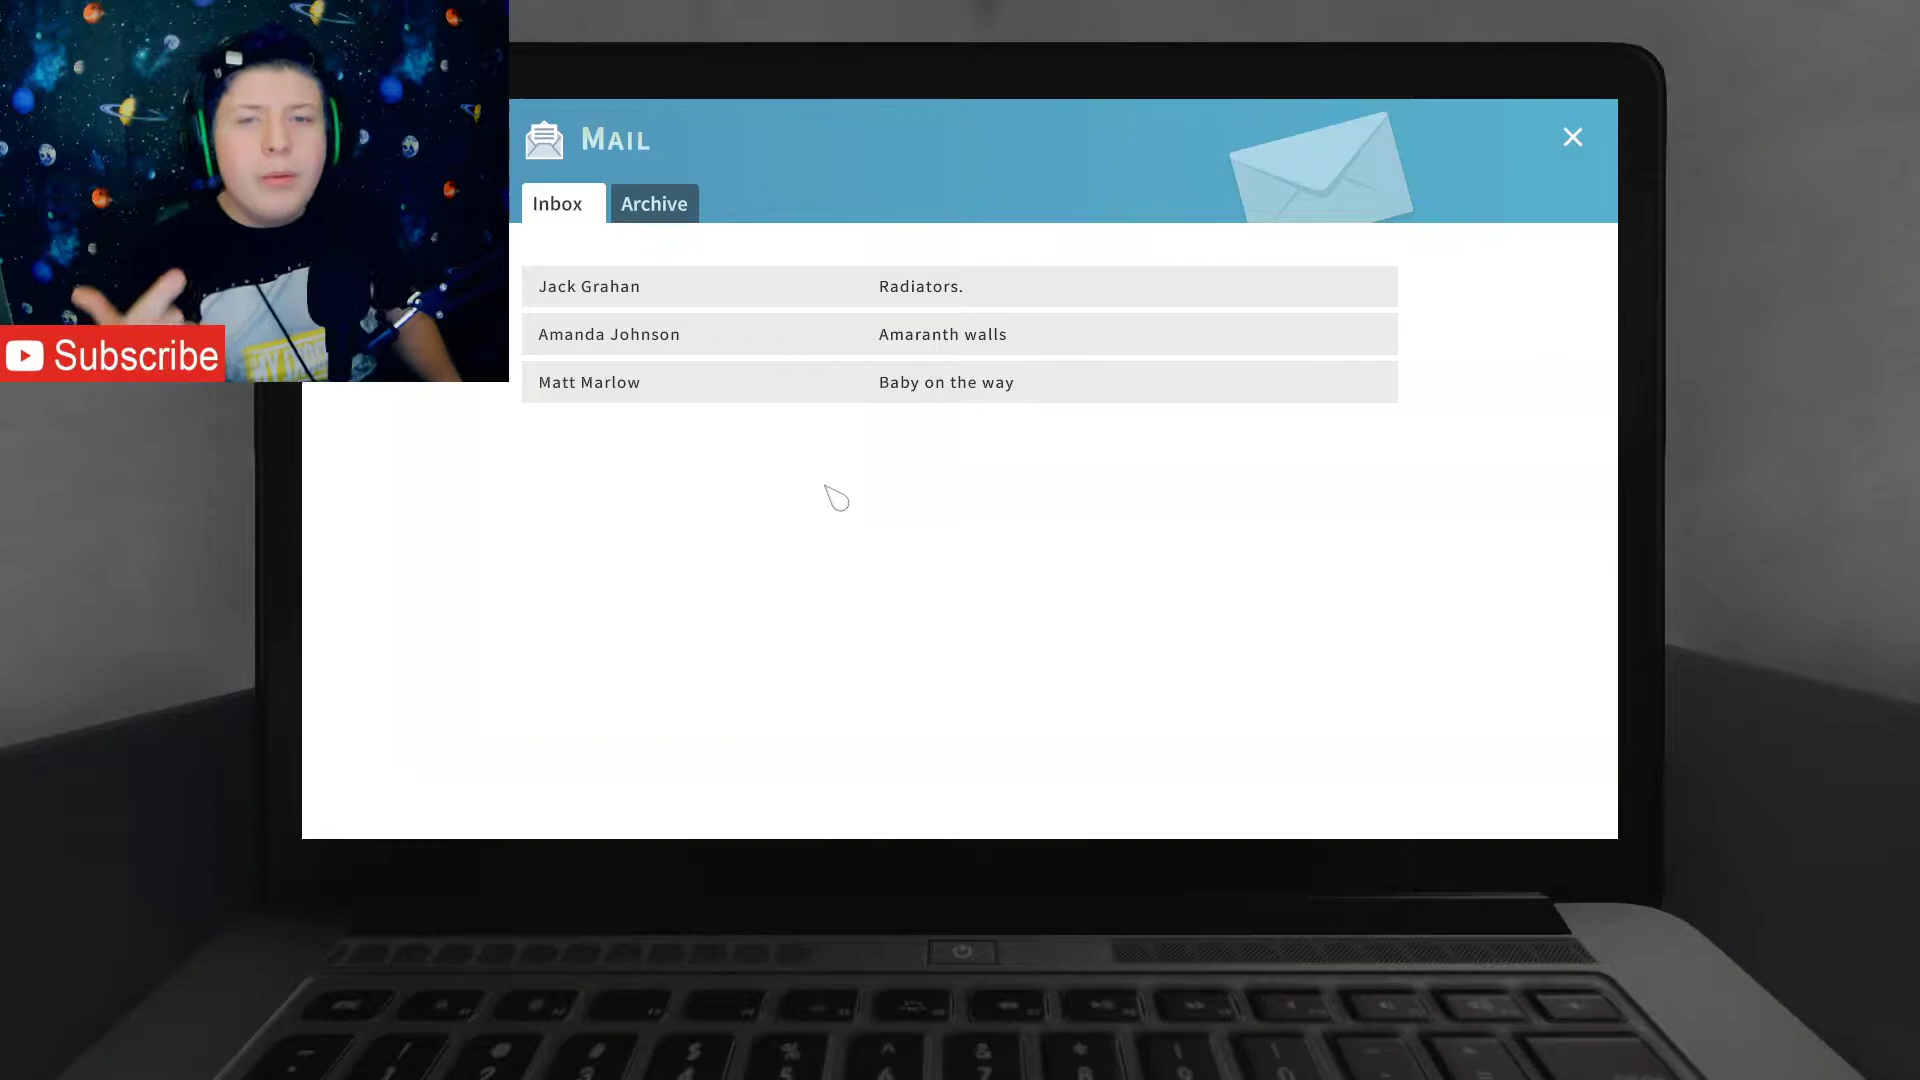 MAIL
Inbox Archive
Jack Grahan Radiators.
Amanda Johnson Amaranth walls
Matt Marlow Baby on the way
Subscribe